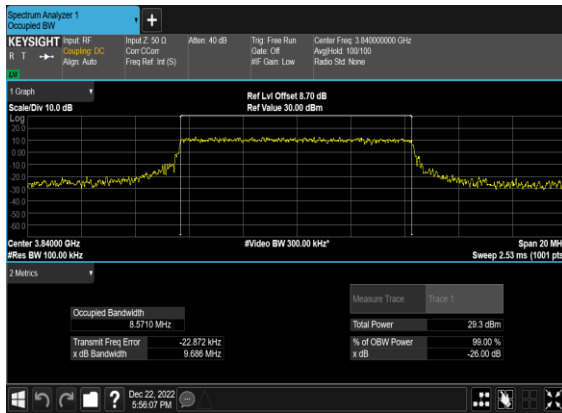 Spectrum Analyzer 1
Occupied BW
KEYSIGHT Input: RF Input Z: 50 Ω Atten: 40 dB Trig: Free Run Center Freq: 3.840000000 GHz
R T Coupling: DC Corr CCorr Gate: Off Avg|Hold: 100/100
Align: Auto Freq Ref: Int (S) #IF Gain: Low Radio Std: None
1 Graph
Scale/Div 10.0 dB
Ref Lvl Offset 8.70 dB
Ref Value 30.00 dBm
Log
20.0
10.0
0.00
-10.0
-20.0
-30.0
-40.0
-50.0
-60.0
Center 3.84000 GHz #Video BW 300.00 kHz* Span 20 MH
#Res BW 100.00 kHz Sweep 2.53 ms (1001 pts
2 Metrics
Measure Trace Trace 1
Occupied Bandwidth
8.5710 MHz
Total Power 29.3 dBm
Transmit Freq Error -22.872 kHz % of OBW Power 99.00 %
x dB Bandwidth 9.686 MHz x dB -26.00 dB
?
Dec 22, 2022
5:56:07 PM